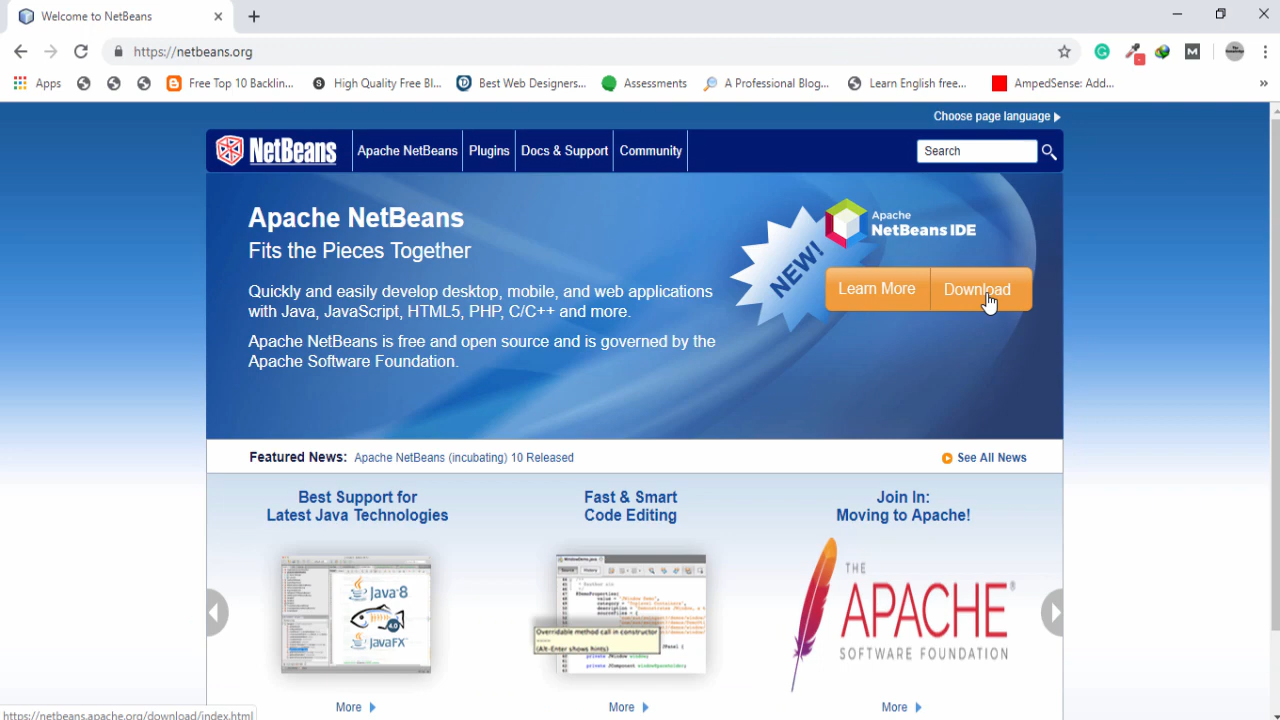 Welcome to NetBeans
https://netbeans.org
Apps
Free Top 10 Backlin...
High Quality Free Bl...
Best Web Designers...
Assessments
A Professional Blog...
Learn English free...
AmpedSense: Add...
»
Choose page language
NetBeans
Apache NetBeans
Plugins
Docs & Support
Community
Search
Apache NetBeans
Fits the Pieces Together
Quickly and easily develop desktop, mobile, and web applications
with Java, JavaScript, HTML5, PHP, C/C++ and more.
Apache NetBeans is free and open source and is governed by the
Apache Software Foundation.
NEW!
Apache
NetBeans IDE
Learn More
Download
Featured News: Apache NetBeans (incubating) 10 Released
See All News
Best Support for
Latest Java Technologies
Java 8
JavaFX
More
Fast & Smart
Code Editing
Overridable method call in constructor
(Alt-Enter shows hints)
More
Join In:
Moving to Apache!
THE
APACHE®
SOFTWARE FOUNDATION
More
https://netbeans.apache.org/download/index.html